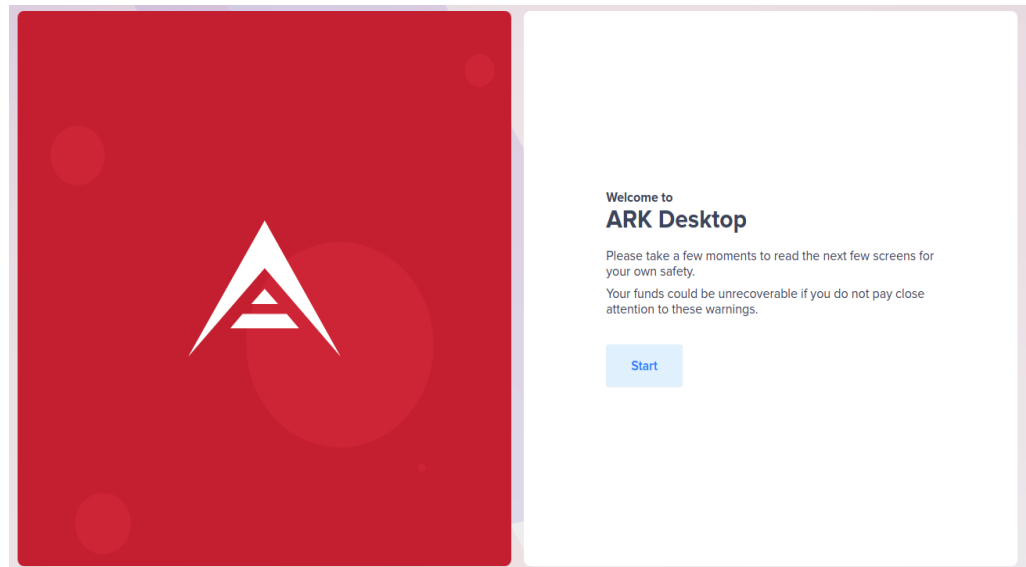 Welcome to
ARK Desktop
Please take a few moments to read the next few screens for
your own safety.
Your funds could be unrecoverable if you do not pay close
attention to these warnings.
Start